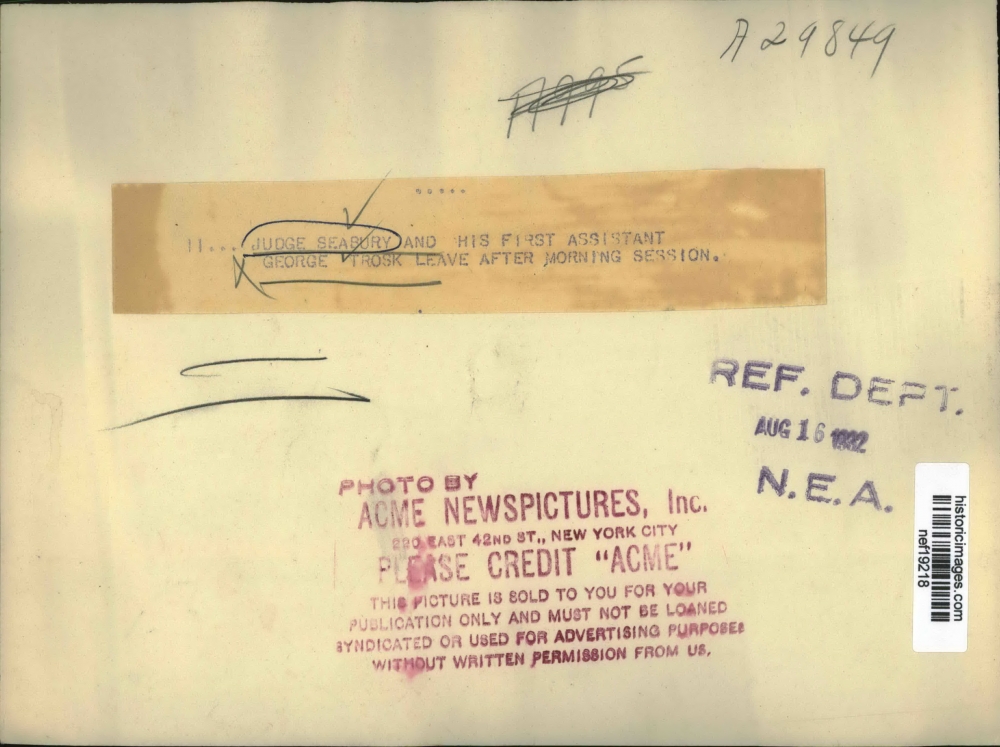 A29849
II... JUDGE SEABURY AND HIS FIRST ASSISTANT
GEORGE TROSK LEAVE AFTER MORNING SESSION.
REF. DEPT.
AUG 16 1932
N.E.A.
PHOTO BY
ACME NEWSPICTURES, Inc.
220 EAST 42ND ST., NEW YORK CITY
PLEASE CREDIT "ACME"
THIS PICTURE IS SOLD TO YOU FOR YOUR
PUBLICATION ONLY AND MUST NOT BE LOANED
SYNDICATED OR USED FOR ADVERTISING PURPOSES
WITHOUT WRITTEN PERMISSION FROM US.
historicimages.com
nef19218